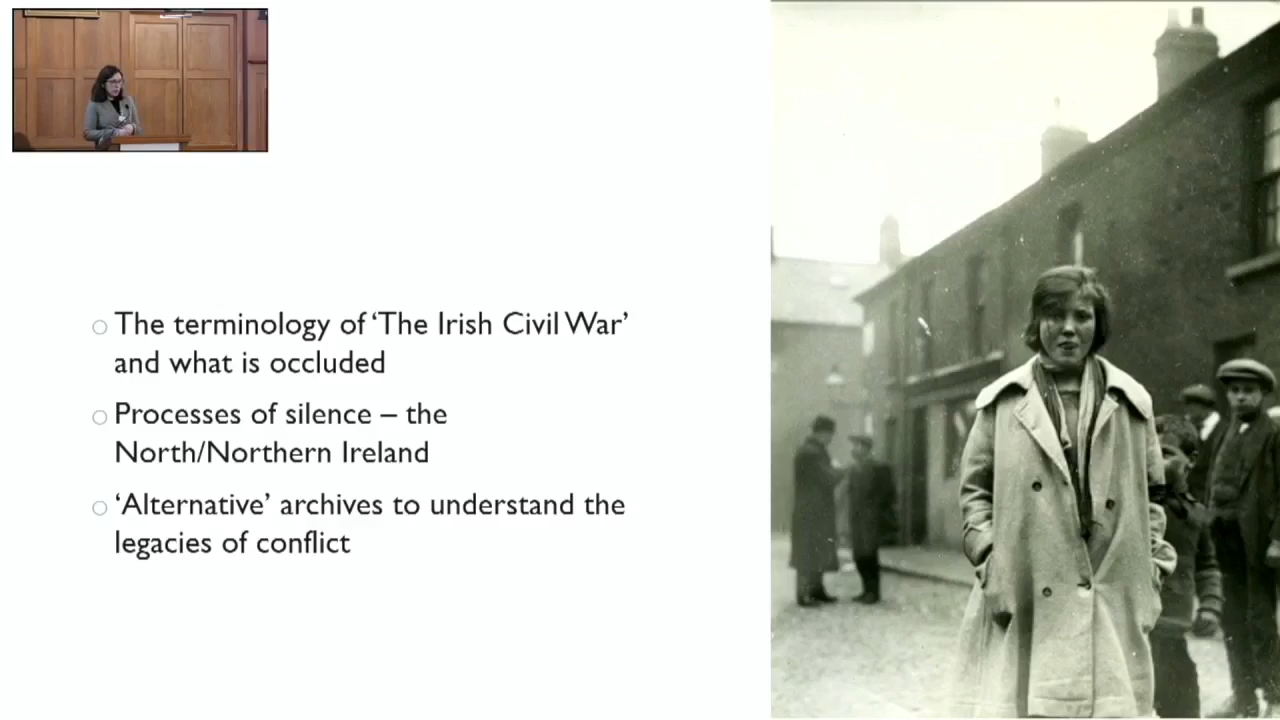 The terminology of ‘The Irish Civil War’
and what is occluded
Processes of silence – the
North/Northern Ireland
‘Alternative’ archives to understand the
legacies of conflict